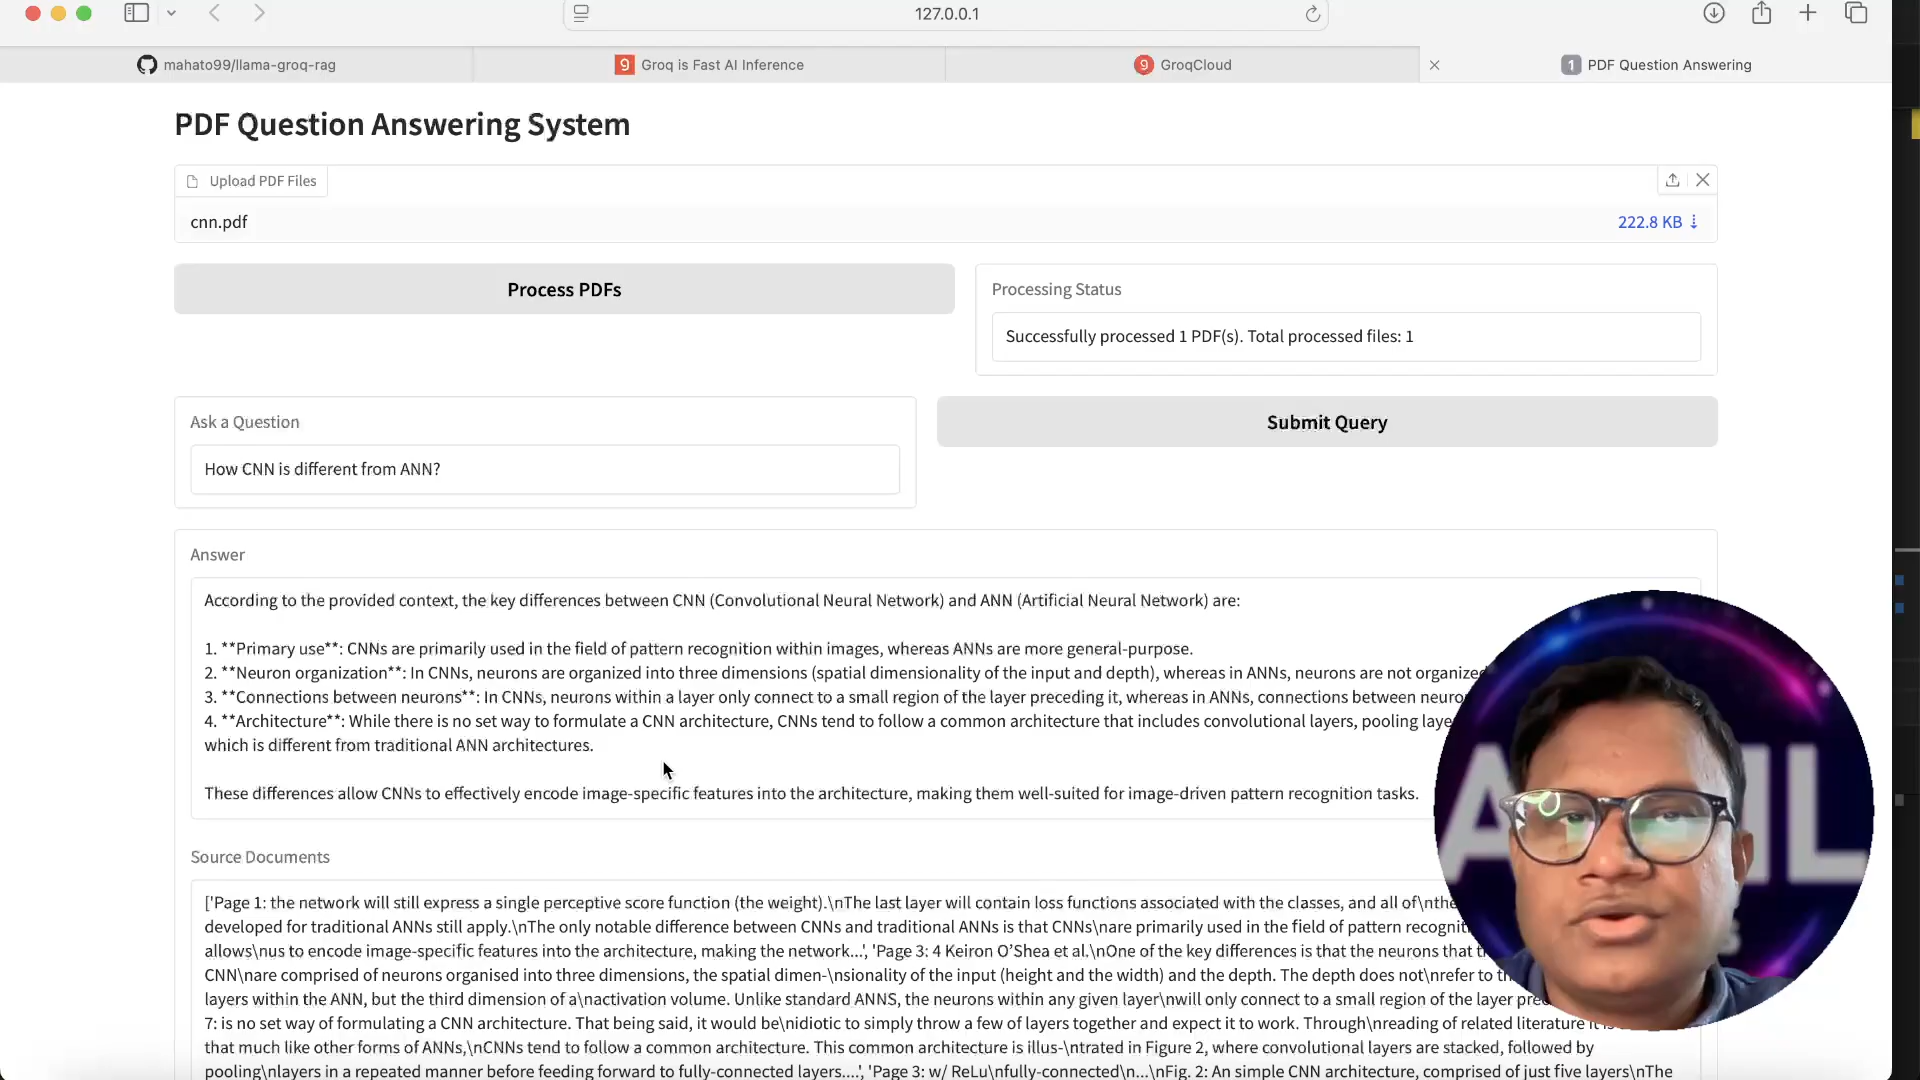 127.0.0.1
mahato99/llama-groq-rag
Groq is Fast AI Inference
GroqCloud
1 PDF Question Answering
PDF Question Answering System
Upload PDF Files
cnn.pdf
222.8 KB ↓
Process PDFs
Processing Status
Successfully processed 1 PDF(s). Total processed files: 1
Ask a Question
How CNN is different from ANN?
Submit Query
Answer
According to the provided context, the key differences between CNN (Convolutional Neural Network) and ANN (Artificial Neural Network) are:
1. **Primary use**: CNNs are primarily used in the field of pattern recognition within images, whereas ANNs are more general-purpose.
2. **Neuron organization**: In CNNs, neurons are organized into three dimensions (spatial dimensionality of the input and depth), whereas in ANNs, neurons are not
3. **Connections between neurons**: In CNNs, neurons within a layer only connect to a small region of the layer preceding it, whereas in ANNs, connections between
4. **Architecture**: While there is no set way to formulate a CNN architecture, CNNs tend to follow a common architecture that includes convolutional layers, pooling
which is different from traditional ANN architectures.
These differences allow CNNs to effectively encode image-specific features into the architecture, making them well-suited for image-driven pattern recognition tasks.
Source Documents
['Page 1: the network will still express a single perceptive score function (the weight).\nThe last layer will contain loss functions associated with the classes, and all of\n
developed for traditional ANNs still apply.\nThe only notable difference between CNNs and traditional ANNs is that CNNs\nare primarily used in the field of pattern
allows\nus to encode image-specific features into the architecture, making the network...', 'Page 3: 4 Keiron O’Shea et al.\nOne of the key differences is that the neurons that
CNN\nare comprised of neurons organised into three dimensions, the spatial dimen-\nsionality of the input (height and the width) and the depth. The depth does not\nrefer to
layers within the ANN, but the third dimension of a\nactivation volume. Unlike standard ANNS, the neurons within any given layer\nwill only connect to a small region of the layer
7: is no set way of formulating a CNN architecture. That being said, it would be\nidiotic to simply throw a few of layers together and expect it to work. Through\nreading of related literature
that much like other forms of ANNs,\nCNNs tend to follow a common architecture. This common architecture is illus-\ntrated in Figure 2, where convolutional layers are stacked, followed by
pooling\nlayers in a repeated manner before feeding forward to fully-connected layers....', 'Page 3: w/ ReLu\nfully-connected\n...\nFig. 2: An simple CNN architecture, comprised of just five layers\nThe